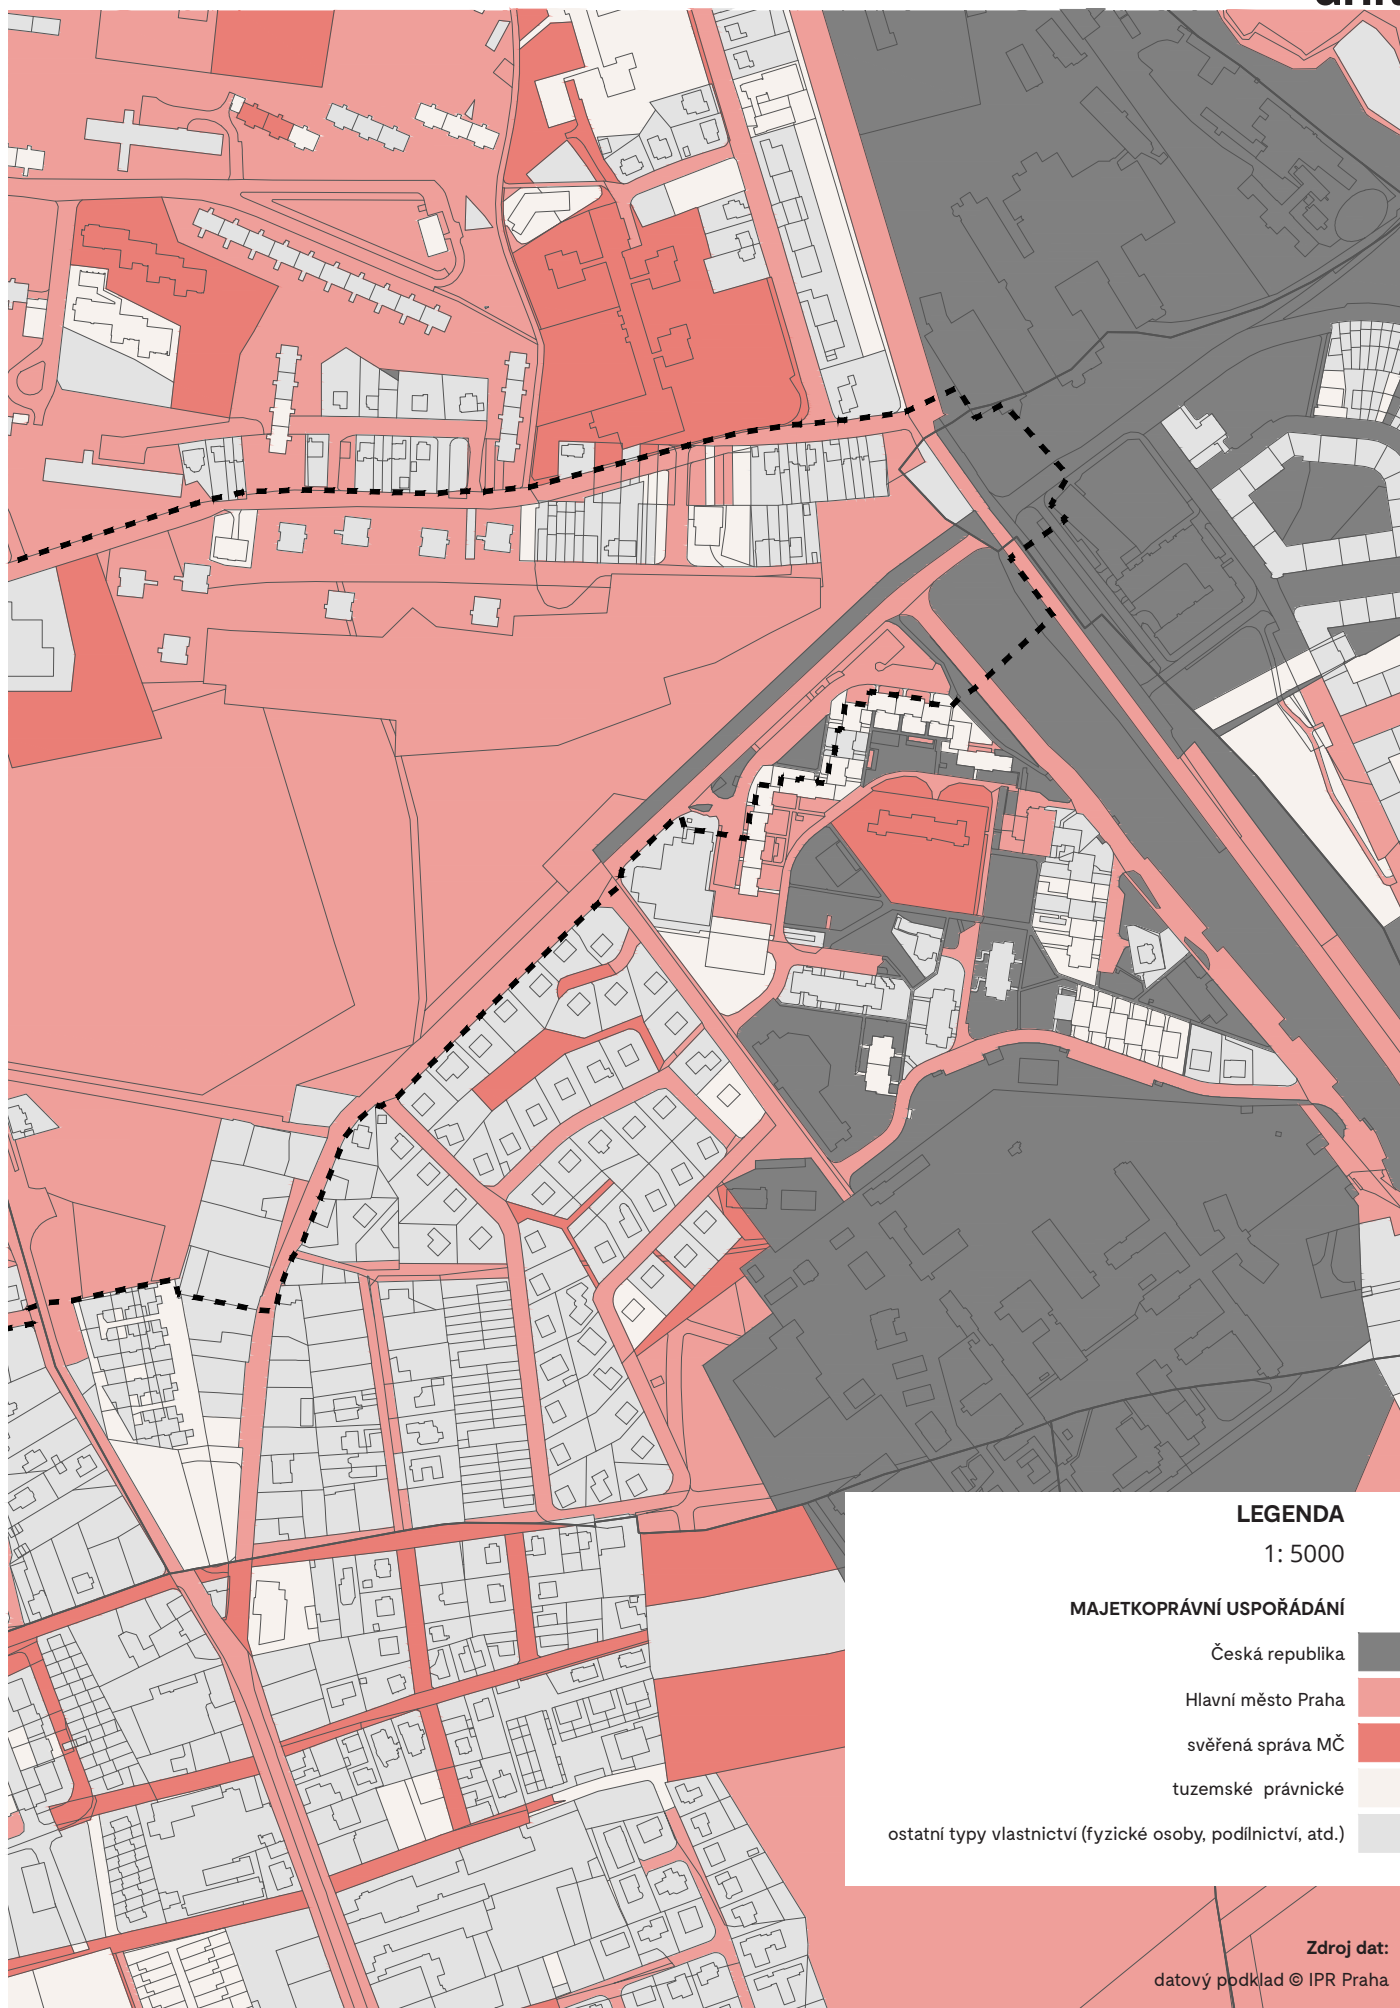 LEGENDA
1: 5000
MAJETKOPRÁVNÍ USPOŘÁDÁNÍ
Česká republika
Hlavní město Praha
svěřená správa MČ
tuzemské právnické
ostatní typy vlastnictví (fyzické osoby, podílnictví, atd.)
Zdroj dat:
datový podklad © IPR Praha